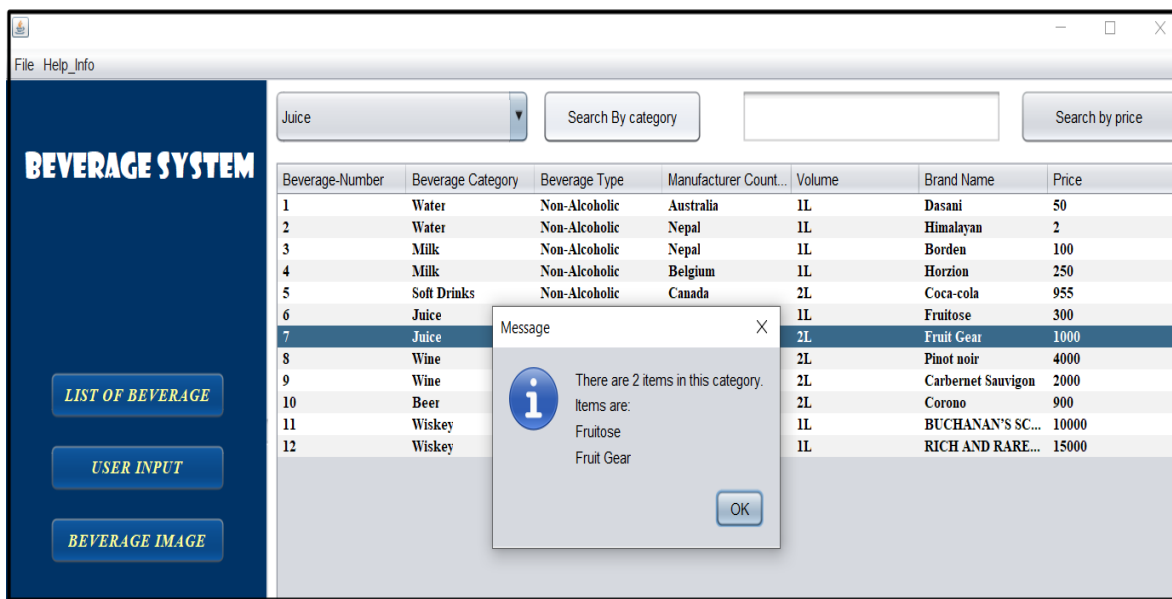 File Help_Info
Juice Search By category Search by price
BEVERAGE SYSTEM
Beverage-Number Beverage Category Beverage Type Manufacturer Count... Volume Brand Name Price
1 Water Non-Alcoholic Australia 1L Dasani 50
2 Water Non-Alcoholic Nepal 1L Himalayan 2
3 Milk Non-Alcoholic Nepal 1L Borden 100
4 Milk Non-Alcoholic Belgium 1L Horzion 250
5 Soft Drinks Non-Alcoholic Canada 2L Coca-cola 955
6 Juice 1L Fruitose 300
7 Juice 2L Fruit Gear 1000
8 Wine 2L Pinot noir 4000
9 Wine 2L Carbernet Sauvigon 2000
10 Beer 2L Corono 900
11 Wiskey 1L BUCHANAN'S SC... 10000
12 Wiskey 1L RICH AND RARE... 15000
Message
There are 2 items in this category.
Items are:
Fruitose
Fruit Gear
OK
LIST OF BEVERAGE
USER INPUT
BEVERAGE IMAGE